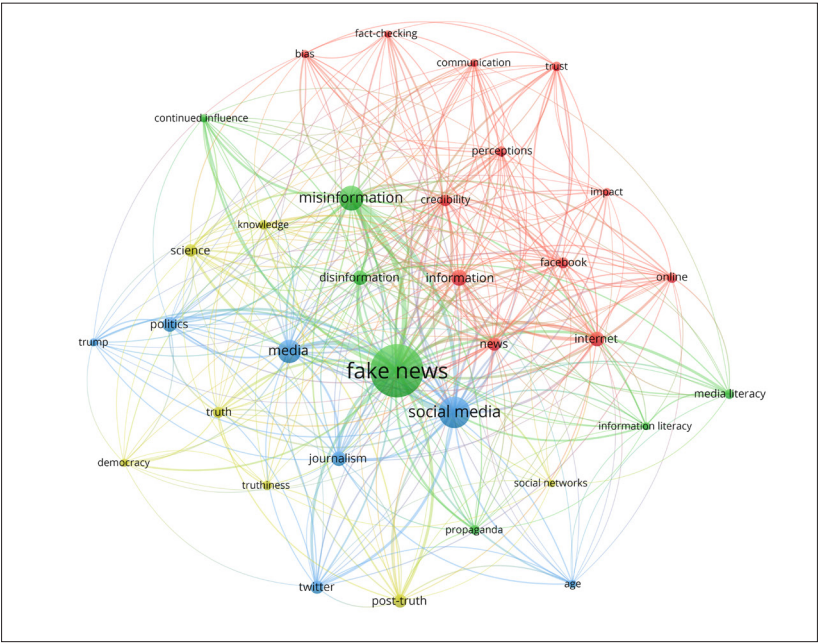 fact-checking
bias
communication
trust
continued influence
perceptions
misinformation
credibility
impact
knowledge
science
disinformation
information
facebook
online
politics
trump
media
news
internet
fake news
media literacy
truth
social media
information literacy
democracy
journalism
truthiness
social networks
propaganda
twitter
age
post-truth